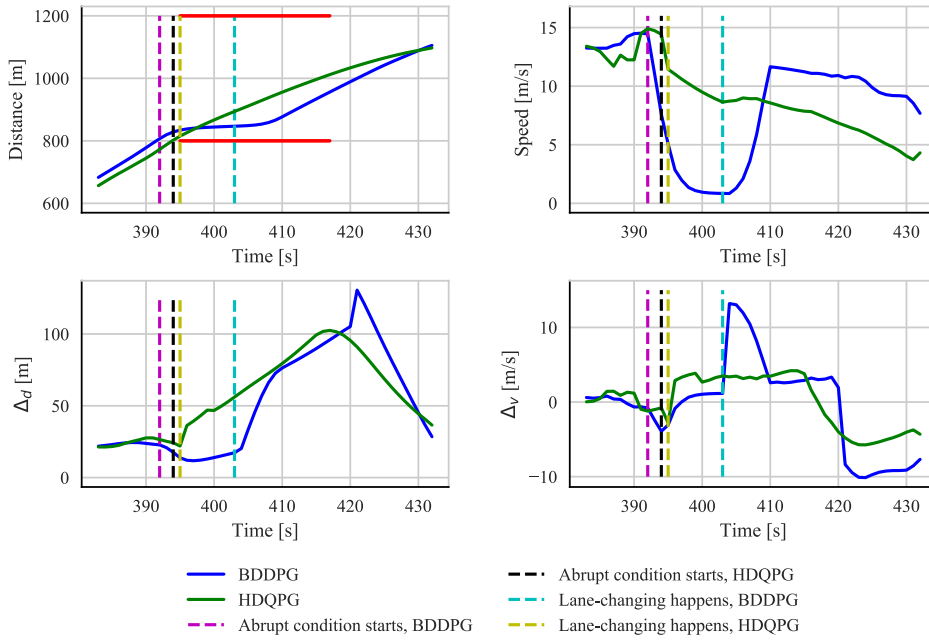 1200
1000
800
600
Distance [m]
390 400 410 420 430
Time [s]
15
10
5
0
Speed [m/s]
390 400 410 420 430
Time [s]
100
50
0
Δd [m]
390 400 410 420 430
Time [s]
10
0
−10
Δv [m/s]
390 400 410 420 430
Time [s]
BDDPG
HDQPG
Abrupt condition starts, BDDPG
Abrupt condition starts, HDQPG
Lane-changing happens, BDDPG
Lane-changing happens, HDQPG